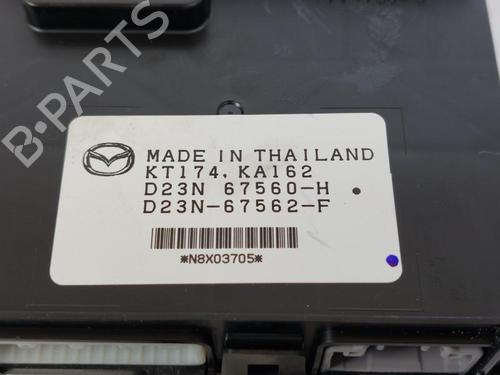 B-PARTS
MADE IN THAILAND
KT174, KA162
D23N 67560-H
D23N-67562-F
*N8X03705*